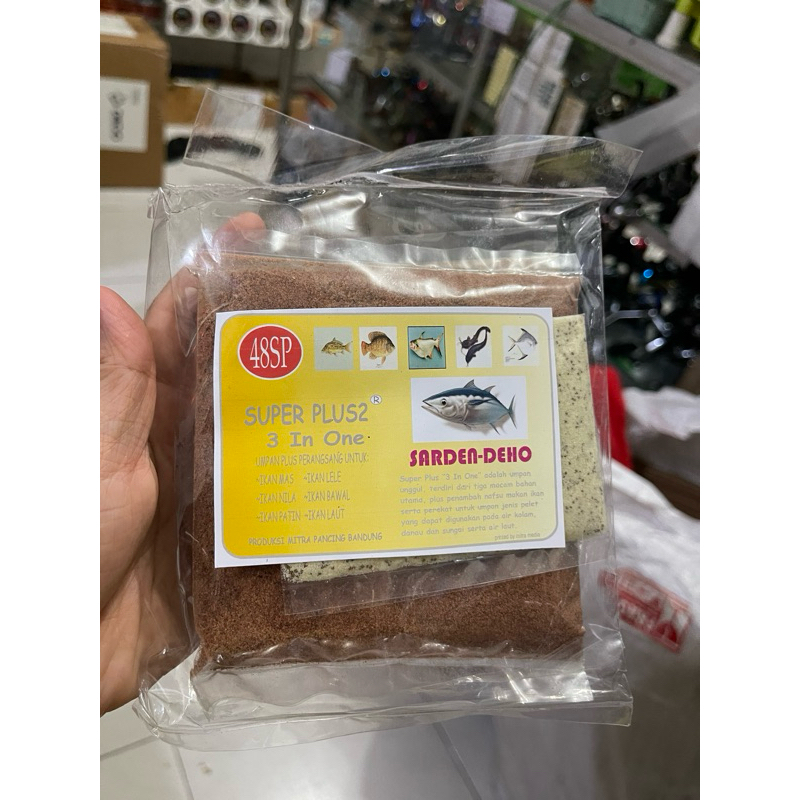 48SP
SUPER PLUS2®
3 In One.
UMPAN PLUS PERANGSANG UNTUK:
-IKAN MAS -IKAN LELE
-IKAN NILA -IKAN BAWAL
-IKAN PATIN -IKAN LAUT
PRODUKSI MITRA PANCING BANDUNG
SARDEN-DEHO
Super Plus "3 In One" adalah umpan
unggul, terdiri dari tiga macam bahan
utama, plus penambah nafsu makan ikan
serta perekat untuk umpan jenis pelet
yang dapat digunakan pada air kolam,
danau dan sungai serta air laut.